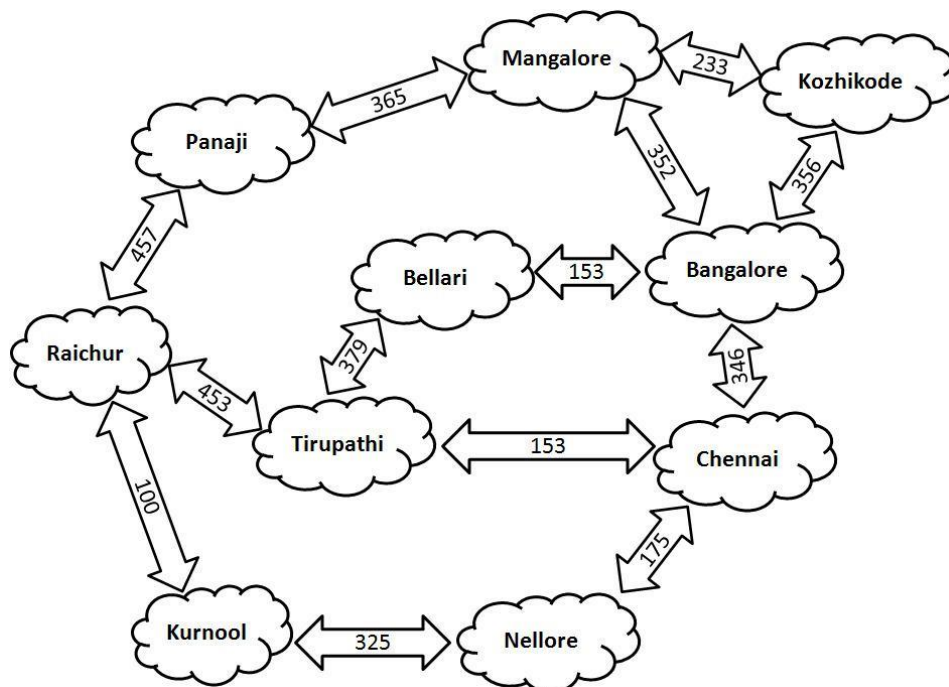 Mangalore
233
Kozhikode
365
Panaji
352
356
457
Bellari
153
Bangalore
Raichur
379
346
453
Tirupathi
153
Chennai
100
175
Kurnool
325
Nellore